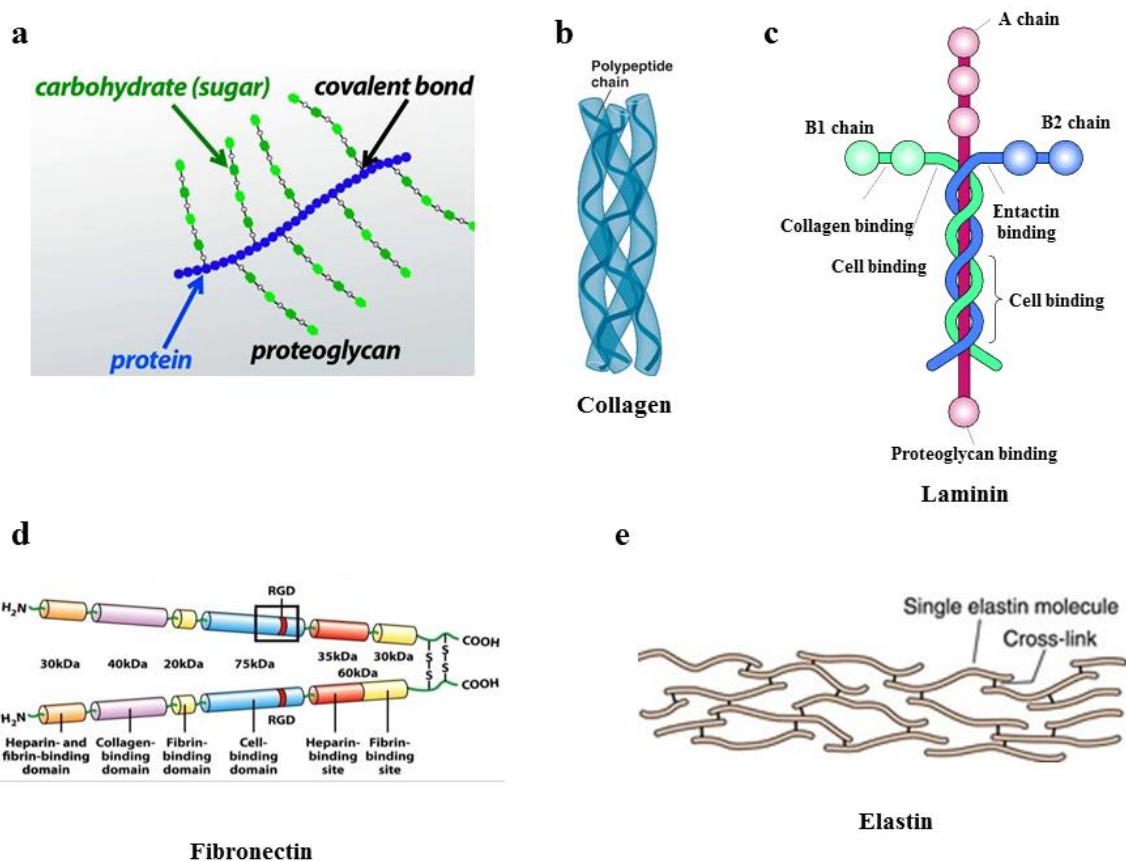 a
carbohydrate (sugar)
covalent bond
protein
proteoglycan
b
Polypeptide
chain
Collagen
c
A chain
B1 chain
B2 chain
Collagen binding
Entactin
binding
Cell binding
Cell binding
Proteoglycan binding
Laminin
d
RGD
H₂N
COOH
30kDa 40kDa 20kDa 75kDa 35kDa 30kDa
60kDa
S S
S S
H₂N
COOH
RGD
Heparin- and
fibrin-binding
domain
Collagen-
binding
domain
Fibrin-
binding
domain
Cell-
binding
domain
Heparin-
binding
site
Fibrin-
binding
site
Fibronectin
e
Single elastin molecule
Cross-link
Elastin